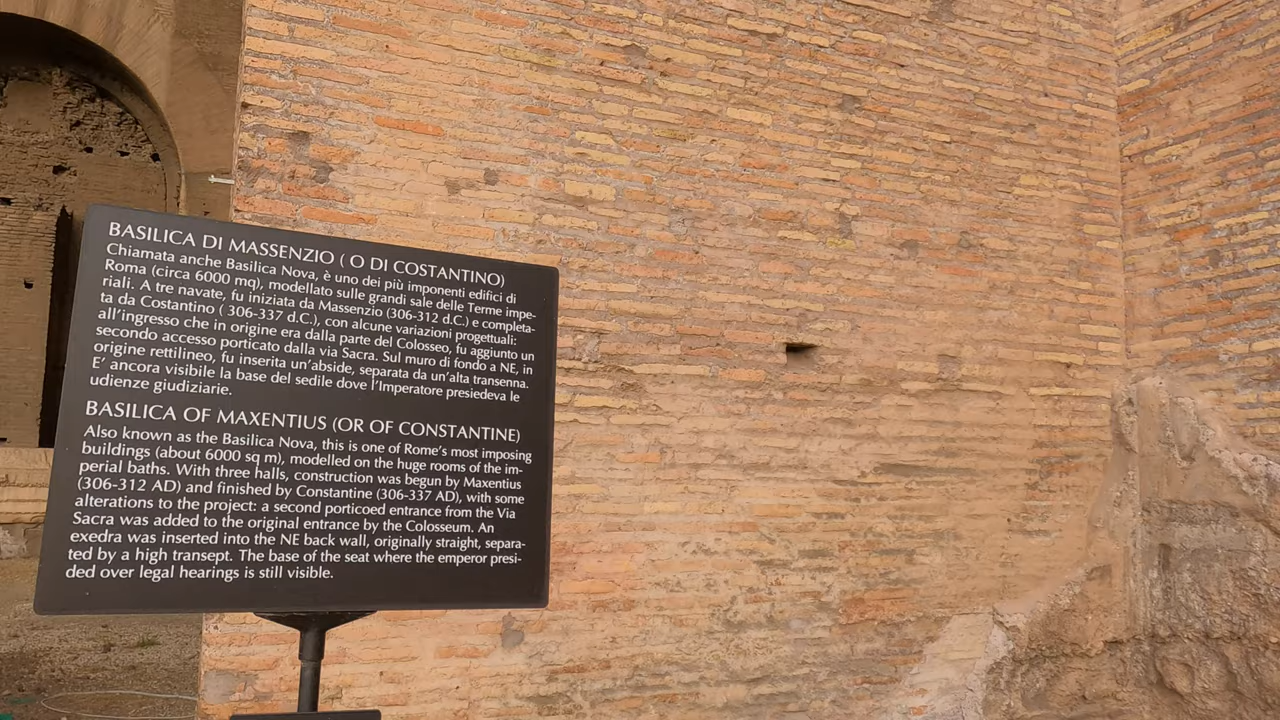 BASILICA DI MASSENZIO ( O DI COSTANTINO)
Chiamata anche Basilica Nova, è uno dei più imponenti edifici di
Roma (circa 6000 mq), modellato sulle grandi sale delle Terme impe-
riali. A tre navate, fu iniziata da Massenzio (306-312 d.C.) e completa-
ta da Costantino ( 306-337 d.C.), con alcune variazioni progettuali:
all'ingresso che in origine era dalla parte del Colosseo, fu aggiunto un
secondo accesso porticato dalla via Sacra. Sul muro di fondo a NE, in
origine rettilineo, fu inserita un'abside, separata da un'alta transenna.
E' ancora visibile la base del sedile dove l'Imperatore presiedeva le
udienze giudiziarie.
BASILICA OF MAXENTIUS (OR OF CONSTANTINE)
Also known as the Basilica Nova, this is one of Rome's most imposing
buildings (about 6000 sq m), modelled on the huge rooms of the im-
perial baths. With three halls, construction was begun by Maxentius
(306-312 AD) and finished by Constantine (306-337 AD), with some
alterations to the project: a second porticoed entrance from the Via
Sacra was added to the original entrance by the Colosseum. An
exedra was inserted into the NE back wall, originally straight, separa-
ted by a high transept. The base of the seat where the emperor presi-
ded over legal hearings is still visible.